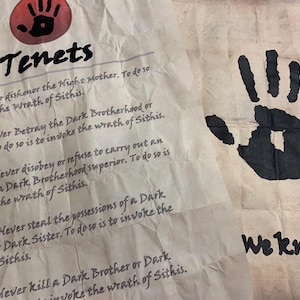 Tenets
dishonor the Night Mother. To do so
the wrath of Sithis.
ver Betray the Dark Brotherhood or
o do so is to invoke the wrath of Sithis.
ever disobey or refuse to carry out an
a Dark Brotherhood superior. To do so is
the wrath of Sithis.
Never steal the possessions of a Dark
Dark Sister. To do so is to invoke the
Sithis.
Never kill a Dark Brother or Dark
to invoke the wrath of Sithis.
We kn